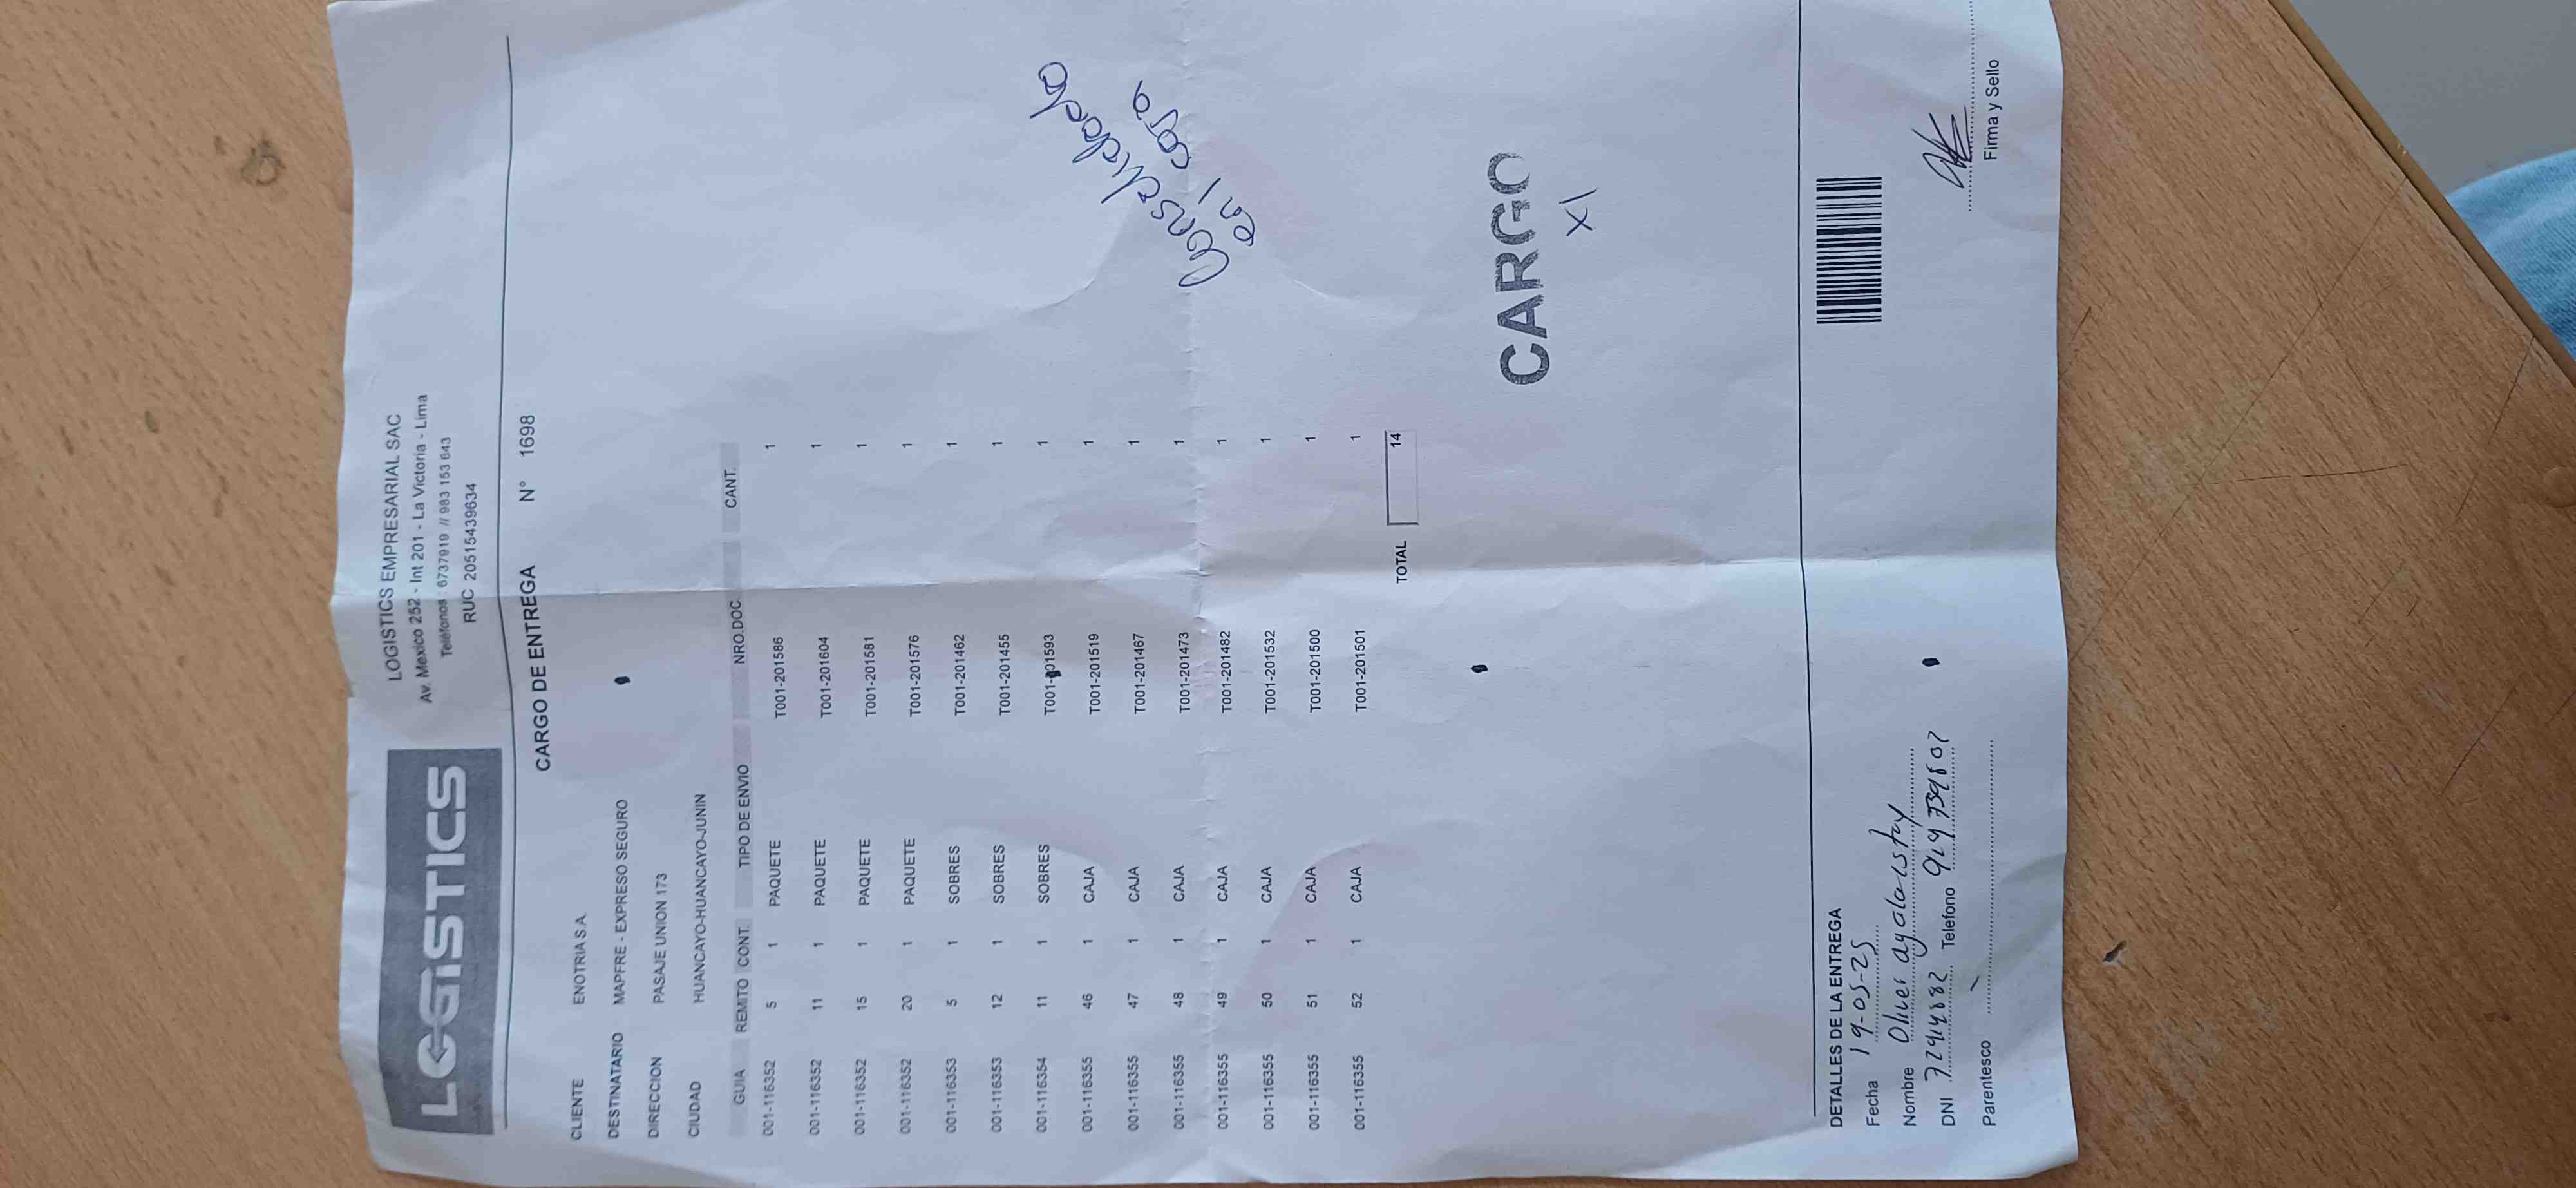 LOGISTICS
LOGISTICS EMPRESARIAL SAC
Av. Mexico 252 - Int 201 - La Victoria - Lima
Telefonos : 6737919 // 983 153 643
RUC 20515439634
CARGO DE ENTREGA N° 1698
CLIENTE ENOTRIA S.A.
DESTINATARIO MAPFRE - EXPRESO SEGURO
DIRECCION PASAJE UNION 173
CIUDAD HUANCAYO-HUANCAYO-JUNIN
GUIA REMITO CONT. TIPO DE ENVIO NRO.DOC. CANT.
001-116352 5 1 PAQUETE T001-201586 1
001-116352 11 1 PAQUETE T001-201604 1
001-116352 15 1 PAQUETE T001-201581 1
001-116352 20 1 PAQUETE T001-201576 1
001-116353 5 1 SOBRES T001-201462 1
001-116353 12 1 SOBRES T001-201455 1
001-116354 11 1 SOBRES T001-201593 1
001-116355 46 1 CAJA T001-201519 1
001-116355 47 1 CAJA T001-201467 1
001-116355 48 1 CAJA T001-201473 1
001-116355 49 1 CAJA T001-201482 1
001-116355 50 1 CAJA T001-201532 1
001-116355 51 1 CAJA T001-201500 1
001-116355 52 1 CAJA T001-201501 1
Consolidado
en 1 caja
TOTAL 14
CARGO
X1
DETALLES DE LA ENTREGA
Fecha 19-05-25
Nombre Oliver ayala
DNI Telefono
Parentesco
Firma y Sello